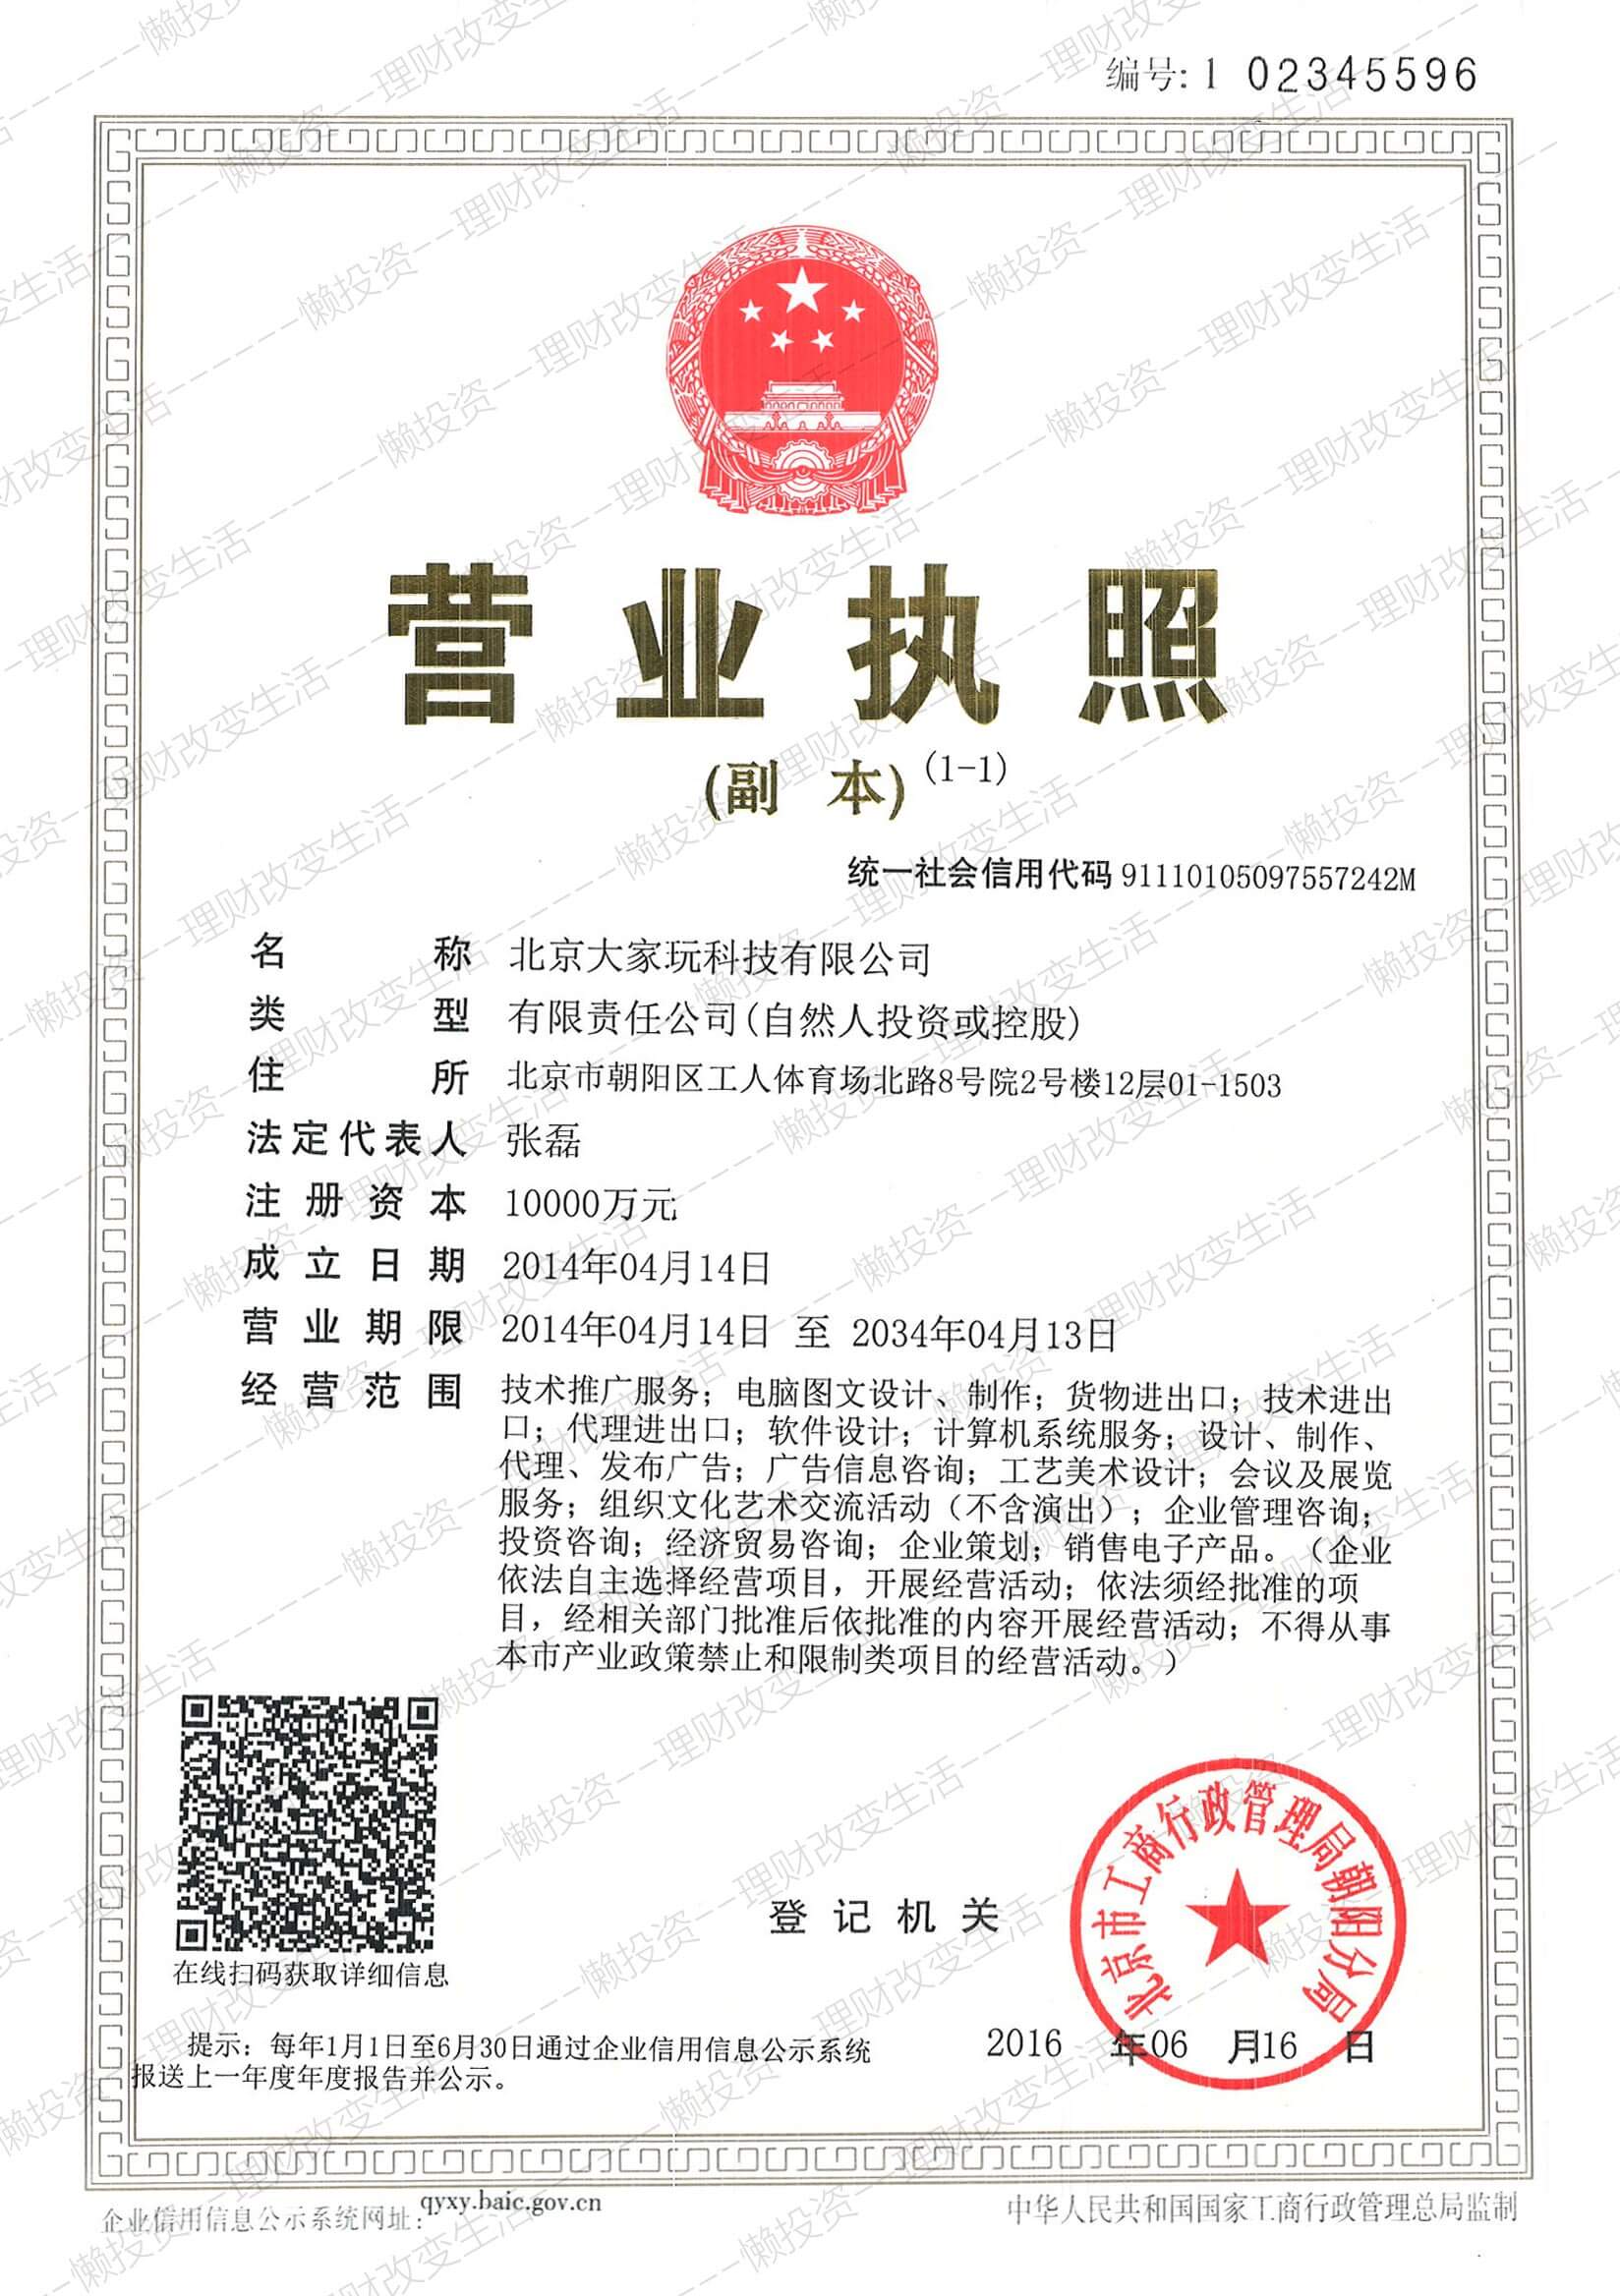 编号: 1 02345596
营业执照
(副 本) (1-1)
统一社会信用代码 91110105097557242M
名 称 北京大家玩科技有限公司
类 型 有限责任公司(自然人投资或控股)
住 所 北京市朝阳区工人体育场北路8号院2号楼12层01-1503
法定代表人 张磊
注 册 资 本 10000万元
成 立 日 期 2014年04月14日
营 业 期 限 2014年04月14日 至 2034年04月13日
经 营 范 围 技术推广服务；电脑图文设计、制作；货物进出口；技术进出
口；代理进出口；软件设计；计算机系统服务；设计、制作、
代理、发布广告；广告信息咨询；工艺美术设计；会议及展览
服务；组织文化艺术交流活动（不含演出）；企业管理咨询；
投资咨询；经济贸易咨询；企业策划；销售电子产品。（企业
依法自主选择经营项目，开展经营活动；依法须经批准的项
目，经相关部门批准后依批准的内容开展经营活动；不得从事
本市产业政策禁止和限制类项目的经营活动。）
在线扫码获取详细信息
登 记 机 关
北京市工商行政管理局朝阳分局
2016 年06 月16 日
提示：每年1月1日至6月30日通过企业信用信息公示系统
报送上一年度年度报告并公示。
企业信用信息公示系统网址: qyxy.baic.gov.cn
中华人民共和国国家工商行政管理总局监制
懒投资--理财改变生活